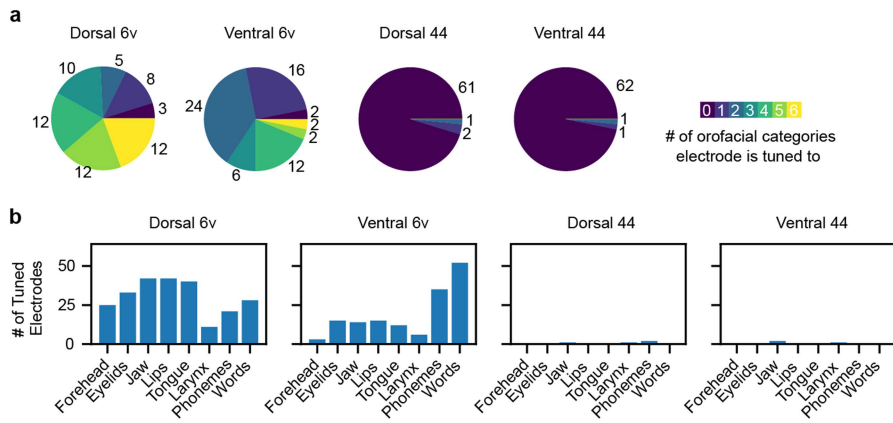 a
Dorsal 6v
Ventral 6v
Dorsal 44
Ventral 44
5
10
8
3
12
12
12
16
24
2
2
2
6
12
61
1
2
62
1
1
0 1 2 3 4 5 6
# of orofacial categories
electrode is tuned to
b
Dorsal 6v
Ventral 6v
Dorsal 44
Ventral 44
# of Tuned
Electrodes
50
25
0
Forehead
Eyelids
Jaw
Lips
Tongue
Larynx
Phonemes
Words
Forehead
Eyelids
Jaw
Lips
Tongue
Larynx
Phonemes
Words
Forehead
Eyelids
Jaw
Lips
Tongue
Larynx
Phonemes
Words
Forehead
Eyelids
Jaw
Lips
Tongue
Larynx
Phonemes
Words